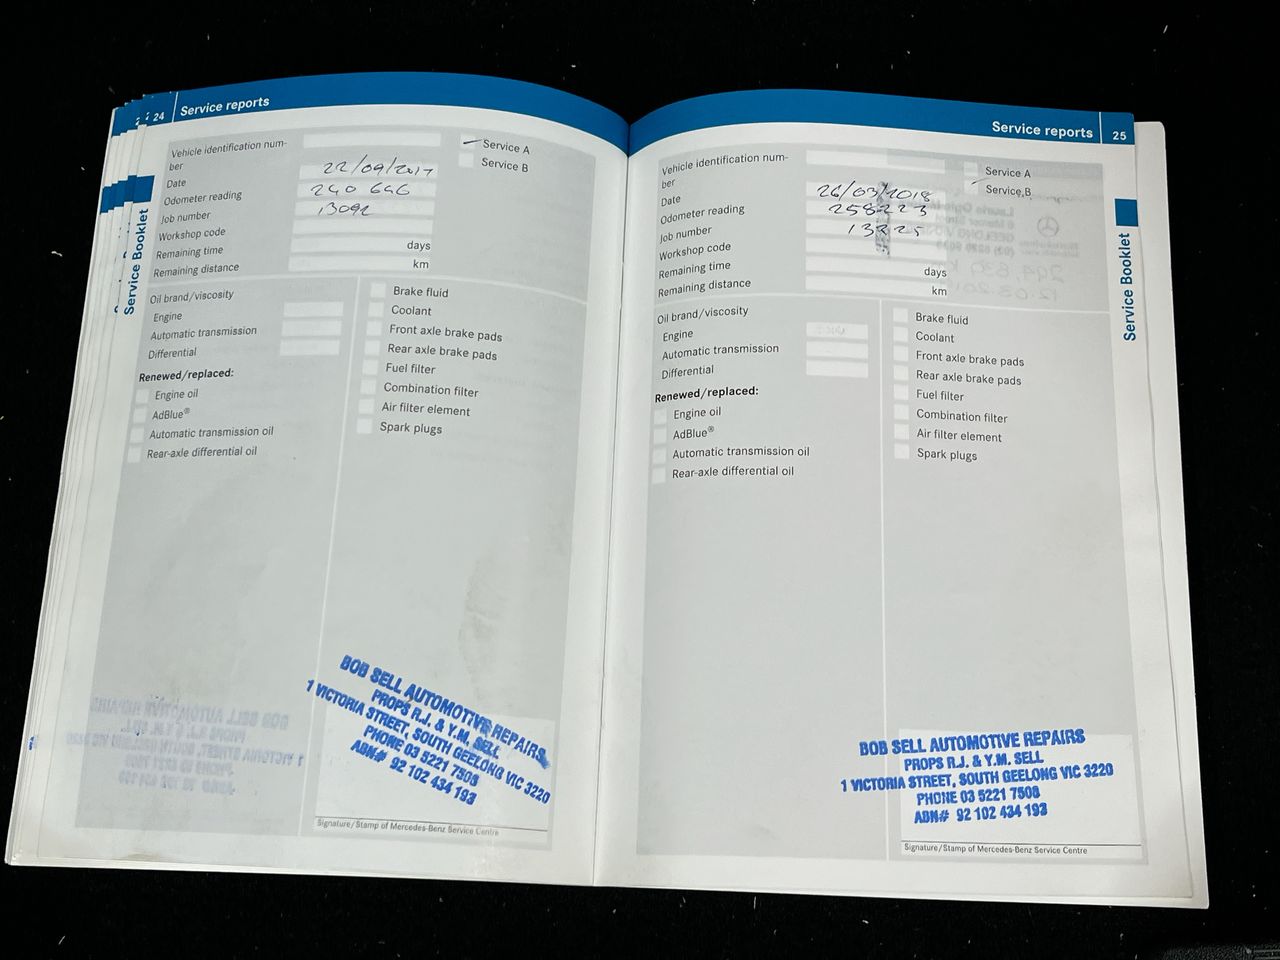 24 Service reports
Vehicle identification num-
ber
Date 22/09/2017
Odometer reading 240 646
Job number 13092
Workshop code
Remaining time days
Remaining distance km
Service A
Service B
Oil brand/viscosity
Engine
Automatic transmission
Differential
Renewed/replaced:
Engine oil
AdBlue®
Automatic transmission oil
Rear-axle differential oil
Brake fluid
Coolant
Front axle brake pads
Rear axle brake pads
Fuel filter
Combination filter
Air filter element
Spark plugs
BOB SELL AUTOMOTIVE REPAIRS
PROPS R.J. & Y.M. SELL
1 VICTORIA STREET, SOUTH GEELONG VIC 3220
PHONE 03 5221 7508
ABN# 92 102 434 193
Signature/Stamp of Mercedes-Benz Service Centre
Service Booklet
Service reports 25
Vehicle identification num-
ber
Date 26/03/2018
Odometer reading 258223
Job number 13225
Workshop code
Remaining time days
Remaining distance km
Service A
Service B
Oil brand/viscosity
Engine
Automatic transmission
Differential
Renewed/replaced:
Engine oil
AdBlue®
Automatic transmission oil
Rear-axle differential oil
Brake fluid
Coolant
Front axle brake pads
Rear axle brake pads
Fuel filter
Combination filter
Air filter element
Spark plugs
BOB SELL AUTOMOTIVE REPAIRS
PROPS R.J. & Y.M. SELL
1 VICTORIA STREET, SOUTH GEELONG VIC 3220
PHONE 03 5221 7508
ABN# 92 102 434 193
Signature/Stamp of Mercedes-Benz Service Centre
Service Booklet